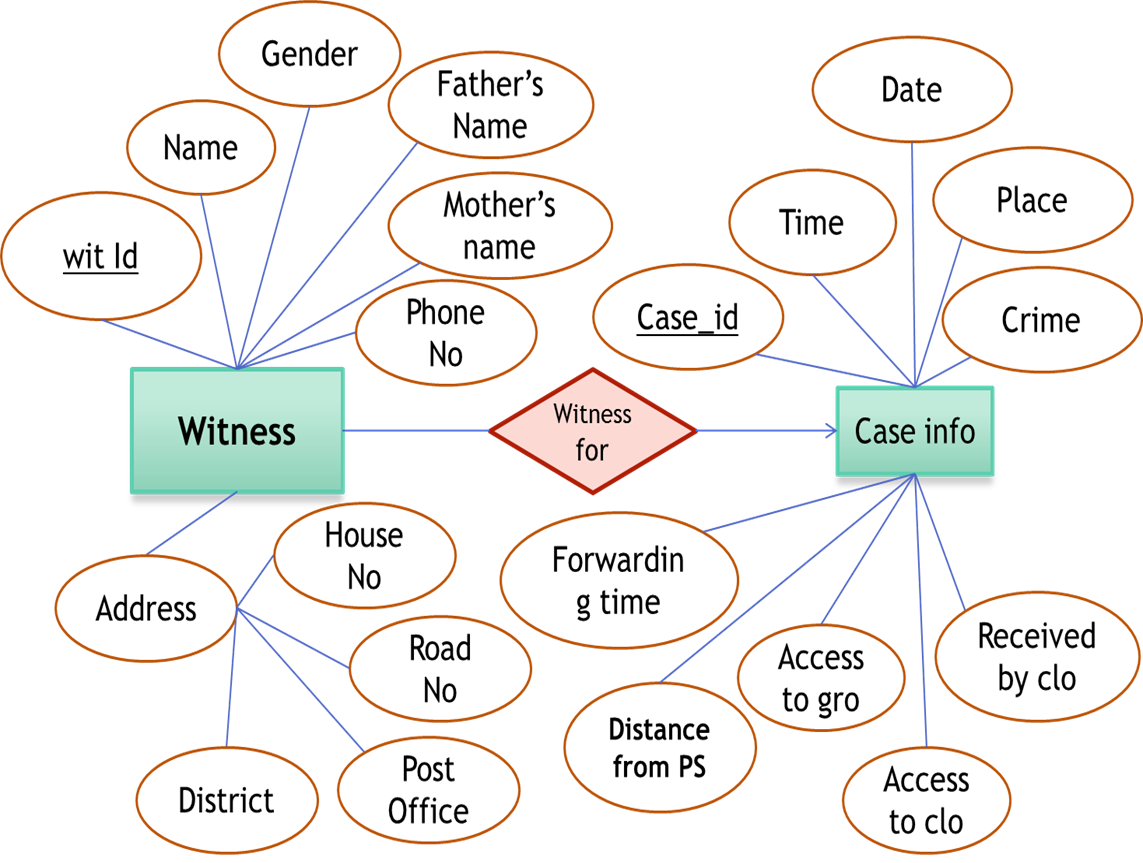 Gender
Father's
Name
Name
Mother's
name
wit Id
Phone
No
Date
Place
Time
Case_id
Crime
Witness
Witness
for
Case info
House
No
Address
Road
No
District
Post
Office
Forwardin
g time
Distance
from PS
Access
to gro
Access
to clo
Received
by clo